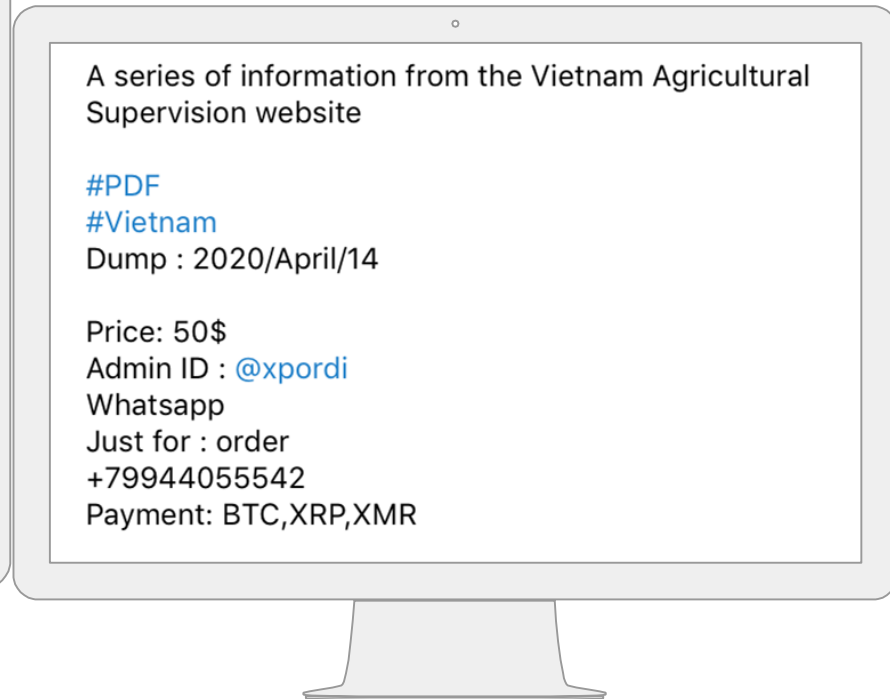 A series of information from the Vietnam Agricultural
Supervision website
#PDF
#Vietnam
Dump : 2020/April/14
Price: 50$
Admin ID : @xpordi
Whatsapp
Just for : order
+79944055542
Payment: BTC,XRP,XMR